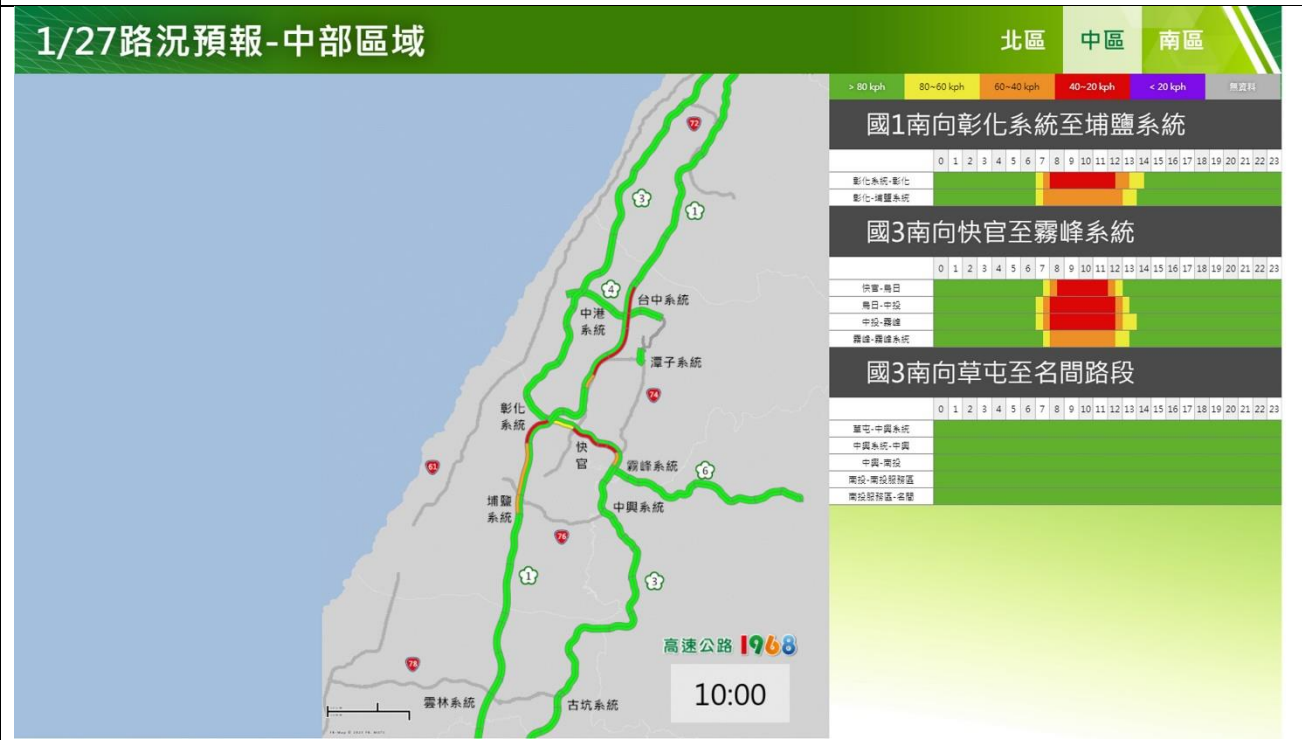 1/27路況預報-中部區域
北區 中區 南區
> 80 kph 80~60 kph 60~40 kph 40~20 kph < 20 kph 無資料
國1南向彰化系統至埔鹽系統
0 1 2 3 4 5 6 7 8 9 10 11 12 13 14 15 16 17 18 19 20 21 22 23
彰化系統-彰化
彰化-埔鹽系統
國3南向快官至霧峰系統
0 1 2 3 4 5 6 7 8 9 10 11 12 13 14 15 16 17 18 19 20 21 22 23
快官-烏日
烏日-中投
中投-霧峰
霧峰-霧峰系統
國3南向草屯至名間路段
0 1 2 3 4 5 6 7 8 9 10 11 12 13 14 15 16 17 18 19 20 21 22 23
草屯-中興系統
中興系統-中興
中興-南投
南投-南投服務區
南投服務區-名間
72
3
1
4
台中系統
中港
系統
潭子系統
74
彰化
系統
快
官
61
霧峰系統
6
埔鹽
系統
中興系統
76
1
3
高速公路1968
78
10:00
雲林系統
古坑系統